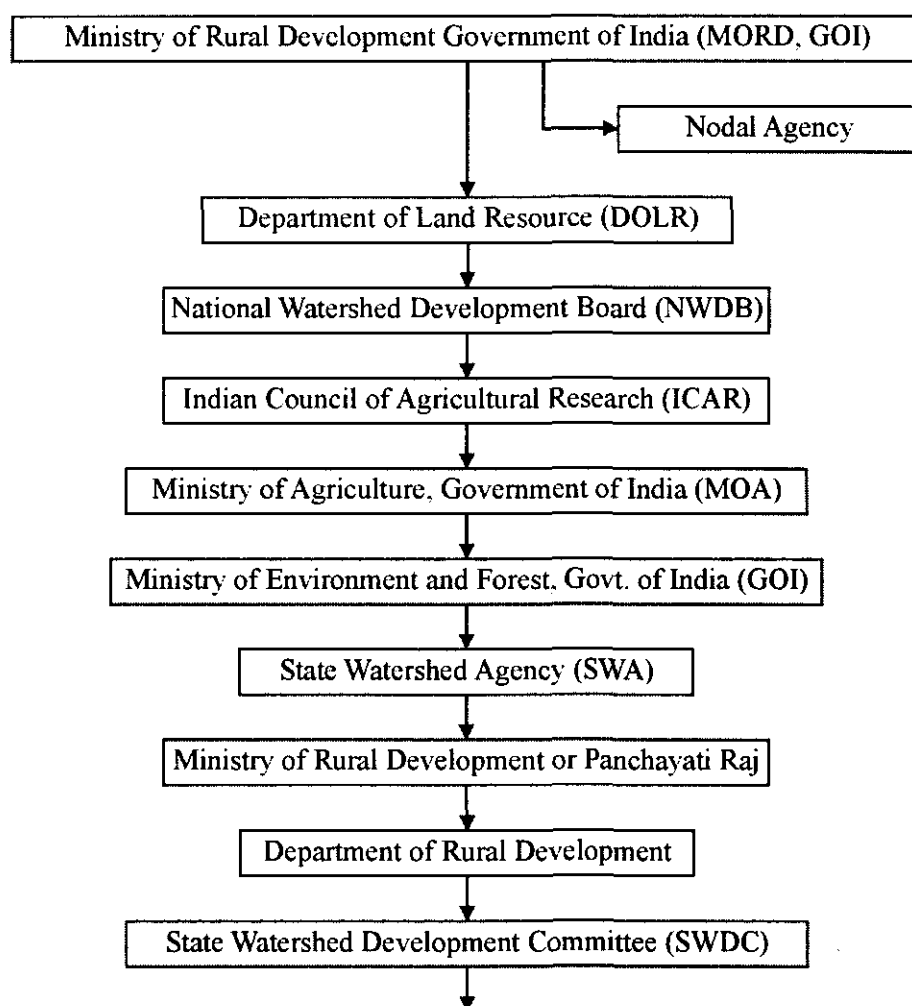 Ministry of Rural Development Government of India (MORD, GOI)
Nodal Agency
Department of Land Resource (DOLR)
National Watershed Development Board (NWDB)
Indian Council of Agricultural Research (ICAR)
Ministry of Agriculture, Government of India (MOA)
Ministry of Environment and Forest, Govt. of India (GOI)
State Watershed Agency (SWA)
Ministry of Rural Development or Panchayati Raj
Department of Rural Development
State Watershed Development Committee (SWDC)